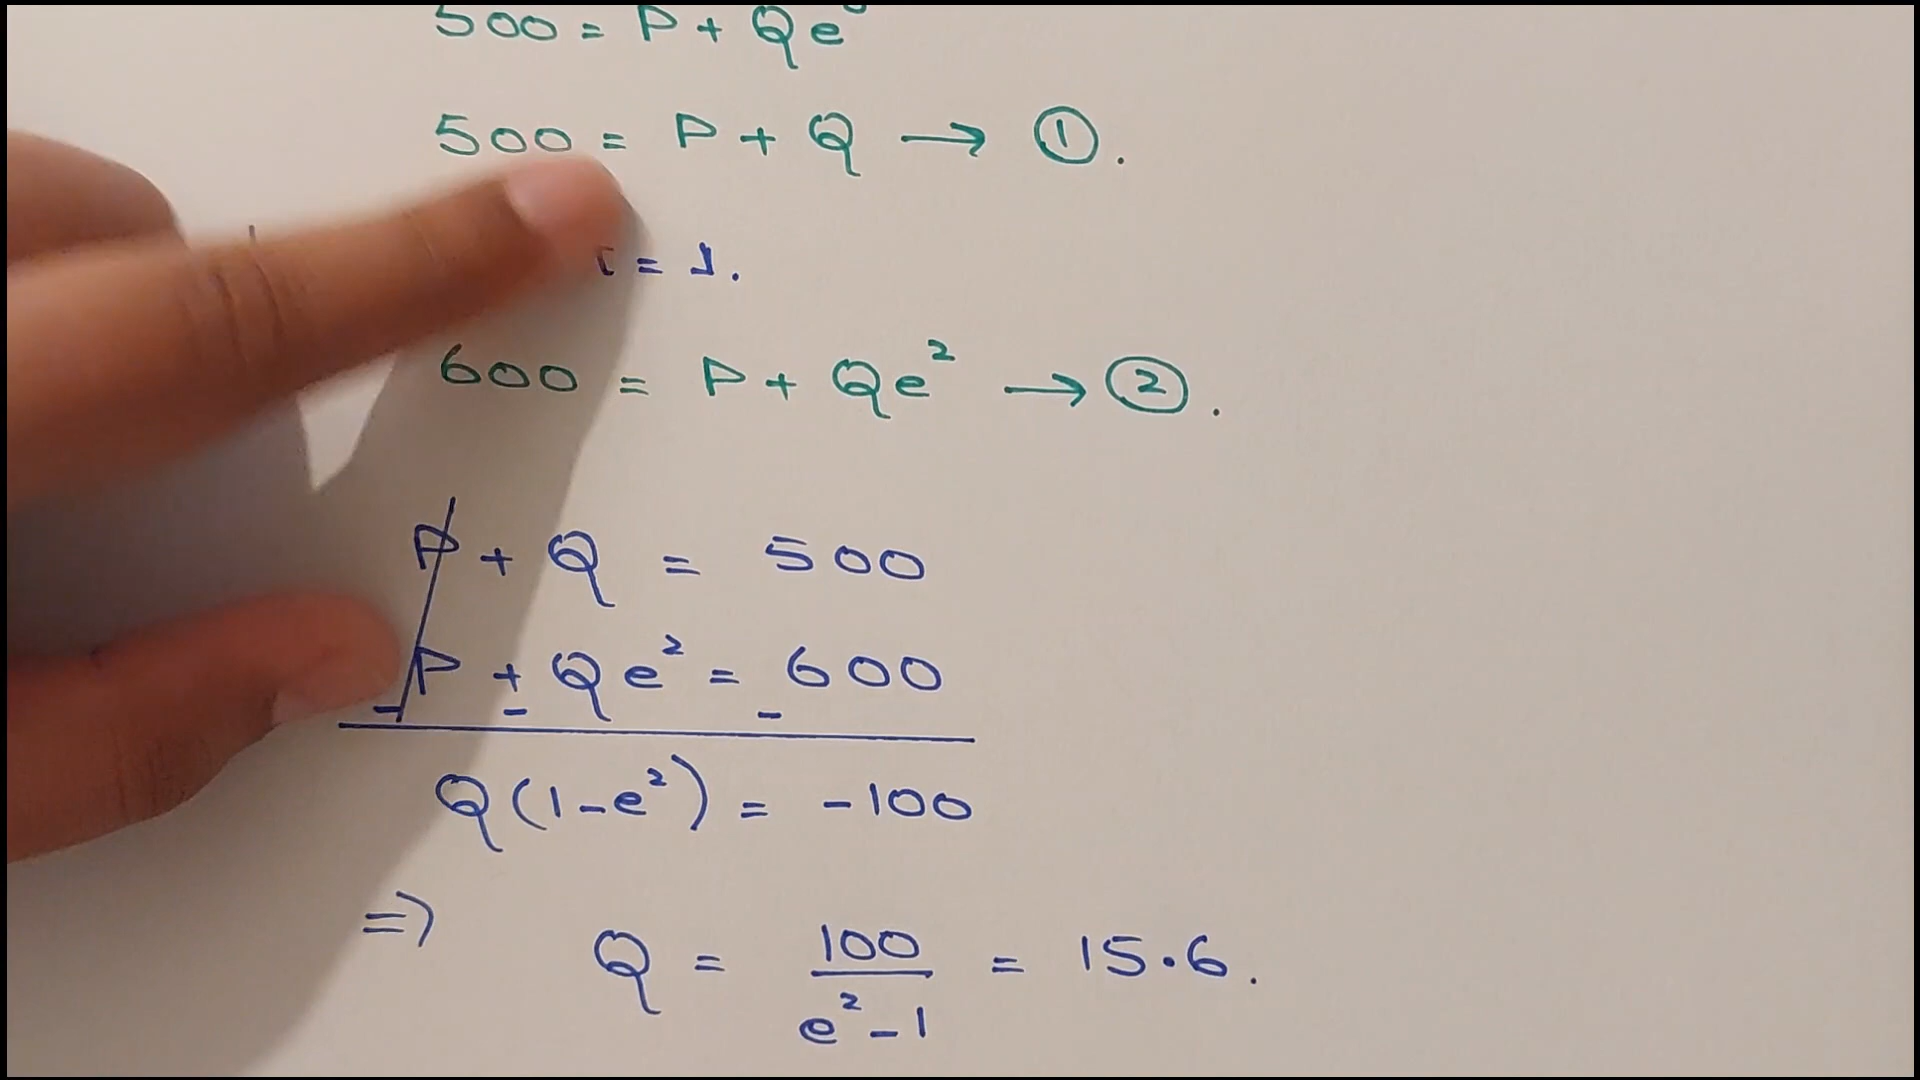 500 = P + Qe
500 = P + Q → ①.
= 1.
600 = P + Qe² → ②.
P + Q = 500
P + Qe² = 600
- - -
Q(1-e²) = -100
⇒ Q = 100/(e²-1) = 15.6.